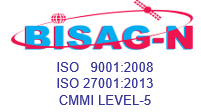 BISAG-N
ISO 9001:2008
ISO 27001:2013
CMMI LEVEL-5